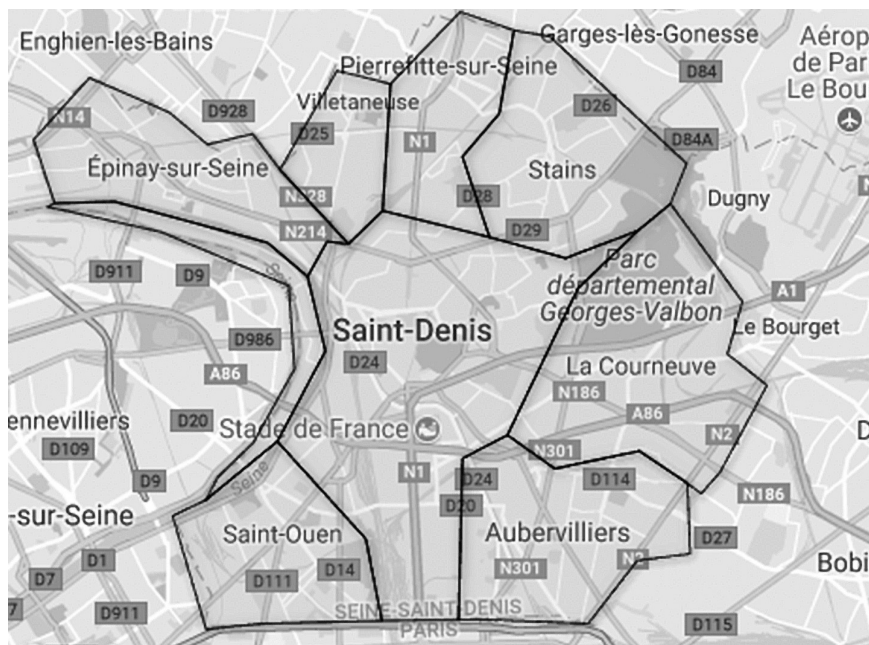 Enghien-les-Bains
Garges-lès-Gonesse
Aérop
de Par
Le Bou
Pierrefitte-sur-Seine
D84
N14
D928
Villetaneuse
D26
D25
N1
D84A
Épinay-sur-Seine
Stains
N328
D28
Dugny
N214
D29
D911
D9
Seine
Parc
départemental
Georges-Valbon
A1
Saint-Denis
Le Bourget
D986
D24
A86
La Courneuve
N186
ennevilliers
D20
Stade de France
A86
D109
N301
N2
D9
N1
D24
D114
Seine
N186
D20
-sur-Seine
Saint-Ouen
Aubervilliers
D27
D1
N2
Bobi
D7
D111
D14
N301
7
D911
SEINE-SAINT-DENIS
PARIS
D115